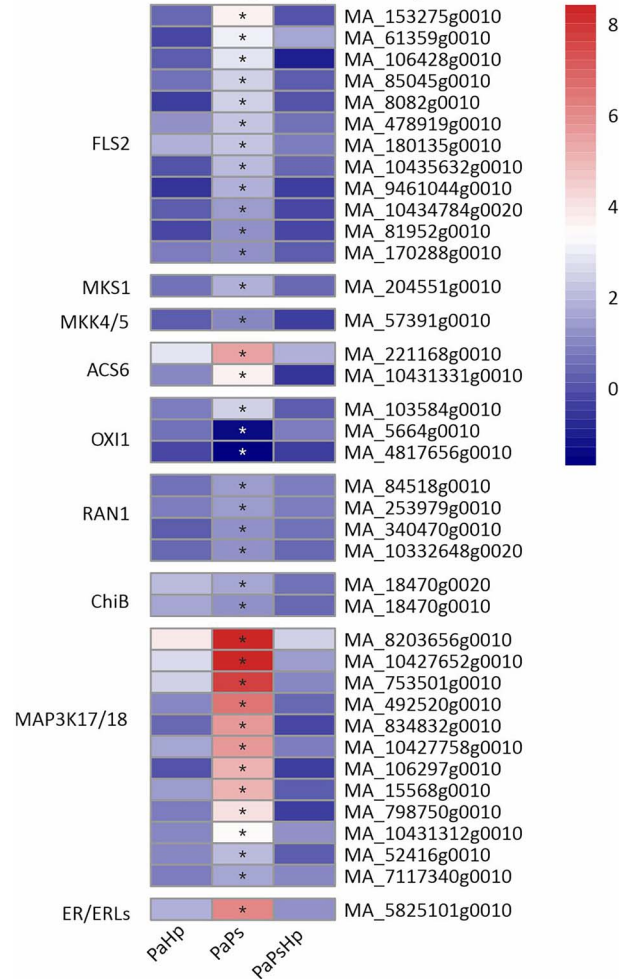 FLS2
* MA_153275g0010
* MA_61359g0010
* MA_106428g0010
* MA_85045g0010
* MA_8082g0010
* MA_478919g0010
* MA_180135g0010
* MA_10435632g0010
* MA_9461044g0010
* MA_10434784g0020
* MA_81952g0010
* MA_170288g0010
MKS1 * MA_204551g0010
MKK4/5 * MA_57391g0010
ACS6
* MA_221168g0010
* MA_10431331g0010
OXI1
* MA_103584g0010
* MA_5664g0010
* MA_4817656g0010
RAN1
* MA_84518g0010
* MA_253979g0010
* MA_340470g0010
* MA_10332648g0020
ChiB
* MA_18470g0020
* MA_18470g0010
MAP3K17/18
* MA_8203656g0010
* MA_10427652g0010
* MA_753501g0010
* MA_492520g0010
* MA_834832g0010
* MA_10427758g0010
* MA_106297g0010
* MA_15568g0010
* MA_798750g0010
* MA_10431312g0010
* MA_52416g0010
* MA_7117340g0010
ER/ERLs * MA_5825101g0010
PaHp
PaPs
PaPsHp
8
6
4
2
0